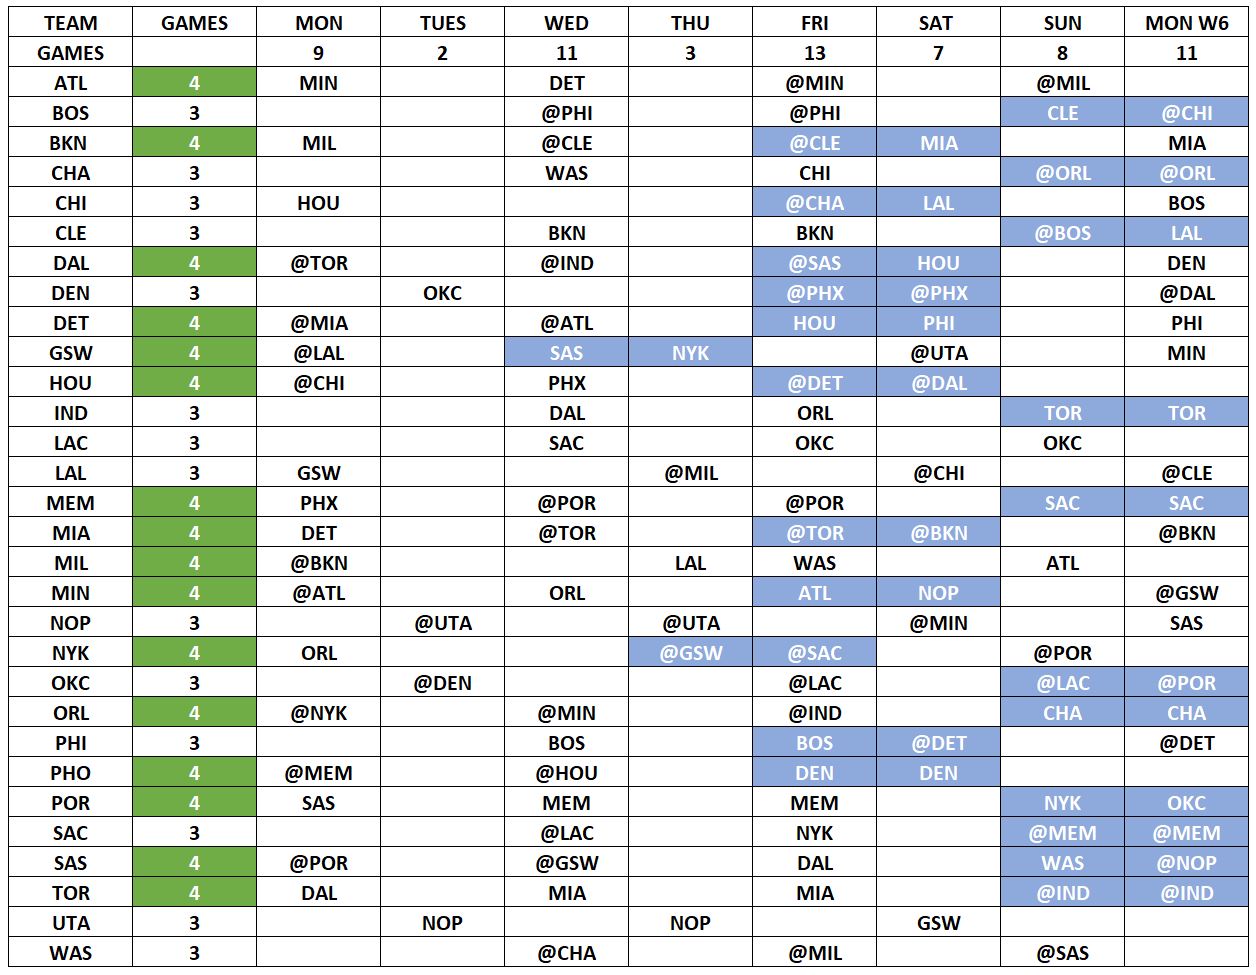 TEAM GAMES MON TUES WED THU FRI SAT SUN MON W6
GAMES 9 2 11 3 13 7 8 11
ATL 4 MIN DET @MIN @MIL
BOS 3 @PHI @PHI CLE @CHI
BKN 4 MIL @CLE @CLE MIA MIA
CHA 3 WAS CHI @ORL @ORL
CHI 3 HOU @CHA LAL BOS
CLE 3 BKN BKN @BOS LAL
DAL 4 @TOR @IND @SAS HOU DEN
DEN 3 OKC @PHX @PHX @DAL
DET 4 @MIA @ATL HOU PHI PHI
GSW 4 @LAL SAS NYK @UTA MIN
HOU 4 @CHI PHX @DET @DAL
IND 3 DAL ORL TOR TOR
LAC 3 SAC OKC OKC
LAL 3 GSW @MIL @CHI @CLE
MEM 4 PHX @POR @POR SAC SAC
MIA 4 DET @TOR @TOR @BKN @BKN
MIL 4 @BKN LAL WAS ATL
MIN 4 @ATL ORL ATL NOP @GSW
NOP 3 @UTA @UTA @MIN SAS
NYK 4 ORL @GSW @SAC @POR
OKC 3 @DEN @LAC @LAC @POR
ORL 4 @NYK @MIN @IND CHA CHA
PHI 3 BOS BOS @DET @DET
PHO 4 @MEM @HOU DEN DEN
POR 4 SAS MEM MEM NYK OKC
SAC 3 @LAC NYK @MEM @MEM
SAS 4 @POR @GSW DAL WAS @NOP
TOR 4 DAL MIA MIA @IND @IND
UTA 3 NOP NOP GSW
WAS 3 @CHA @MIL @SAS